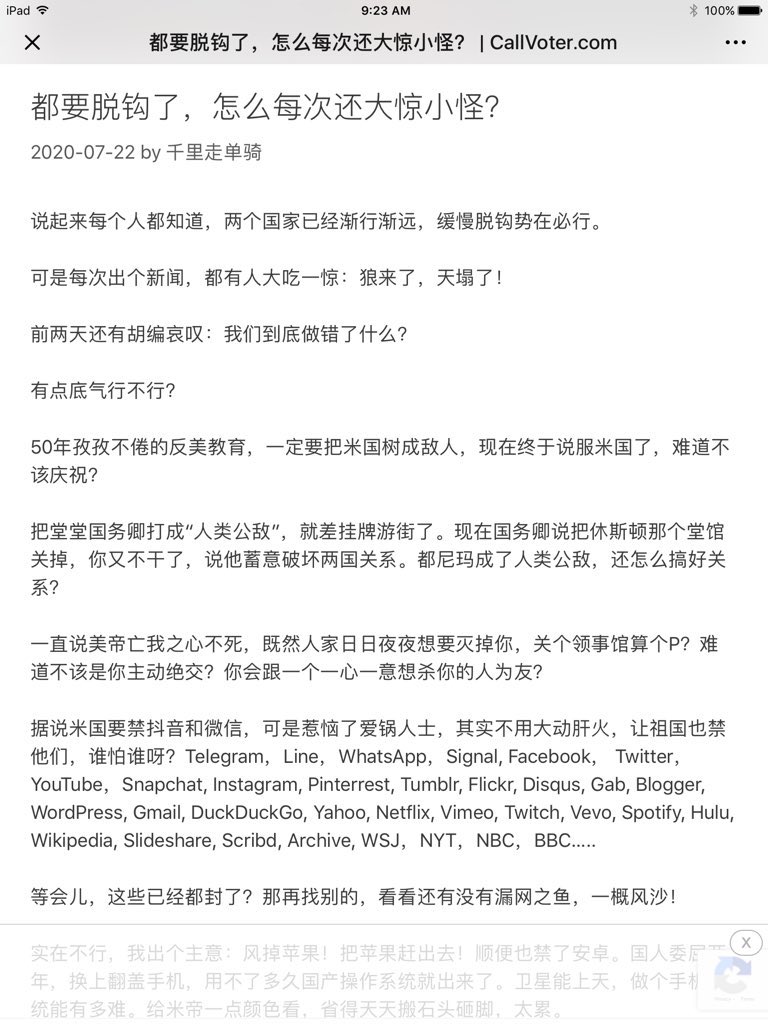 iPad 9:23 AM 100%
都要脱钩了，怎么每次还大惊小怪？ | CallVoter.com
都要脱钩了，怎么每次还大惊小怪？
2020-07-22 by 千里走单骑
说起来每个人都知道，两个国家已经渐行渐远，缓慢脱钩势在必行。
可是每次出个新闻，都有人大吃一惊：狼来了，天塌了！
前两天还有胡编哀叹：我们到底做错了什么？
有点底气行不行？
50年孜孜不倦的反美教育，一定要把米国树成敌人，现在终于说服米国了，难道不
该庆祝？
把堂堂国务卿打成“人类公敌”，就差挂牌游街了。现在国务卿说把休斯顿那个堂馆
关掉，你又不干了，说他蓄意破坏两国关系。都尼玛成了人类公敌，还怎么搞好关
系？
一直说美帝亡我之心不死，既然人家日日夜夜想要灭掉你，关个领事馆算个P？难
道不该是你主动绝交？你会跟一个一心一意想杀你的人为友？
据说米国要禁抖音和微信，可是惹恼了爱锅人士，其实不用大动肝火，让祖国也禁
他们，谁怕谁呀？Telegram，Line，WhatsApp，Signal, Facebook， Twitter，
YouTube，Snapchat, Instagram, Pinterrest, Tumblr, Flickr, Disqus, Gab, Blogger,
WordPress, Gmail, DuckDuckGo, Yahoo, Netflix, Vimeo, Twitch, Vevo, Spotify, Hulu,
Wikipedia, Slideshare, Scribd, Archive, WSJ，NYT，NBC，BBC.....
等会儿，这些已经都封了？那再找别的，看看还有没有漏网之鱼，一概风沙！
X
实在不行，我出个主意：风掉苹果！把苹果赶出去！顺便也禁了安卓。国人委屈
年，换上翻盖手机，用不了多久国产操作系统就出来了。卫星能上天，做个手
统能有多难。给米帝一点颜色看，省得天天搬石头砸脚，太累。